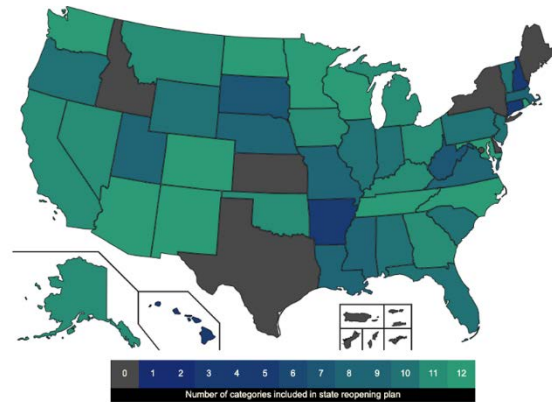 0 1 2 3 4 5 6 7 8 9 10 11 12
Number of categories included in state reopening plan